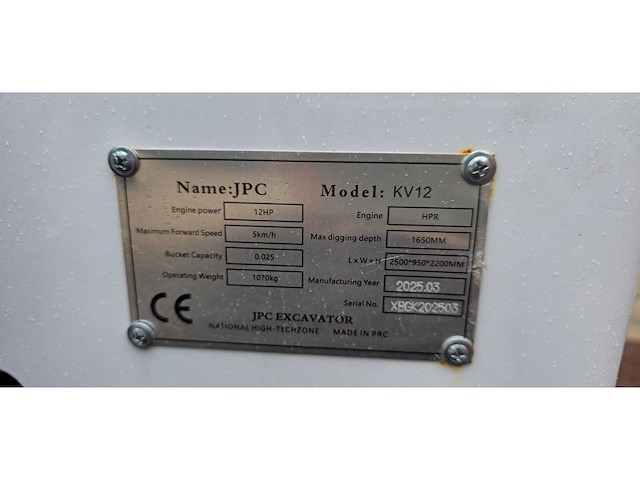 Name:JPC Model: KV12
Engine power 12HP Engine HPR
Maximum Forward Speed 5km/h Max digging depth 1650MM
Bucket Capacity 0.025 L x W x H 2500*950*2200MM
Operating Weight 1070kg Manufacturing Year 2025.03
Serial No. XBGK202503
CE
JPC EXCAVATOR
NATIONAL HIGH-TECHZONE MADE IN PRC